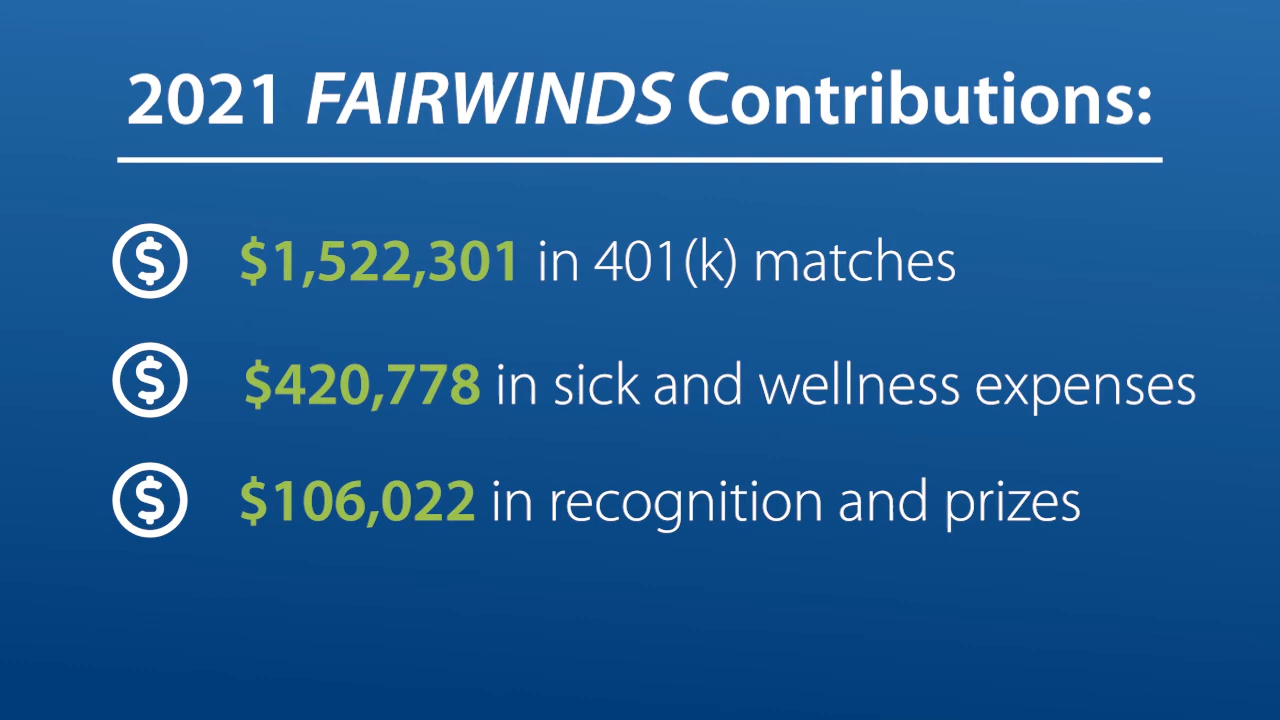 2021 FAIRWINDS Contributions:
$1,522,301 in 401(k) matches
$420,778 in sick and wellness expenses
$106,022 in recognition and prizes